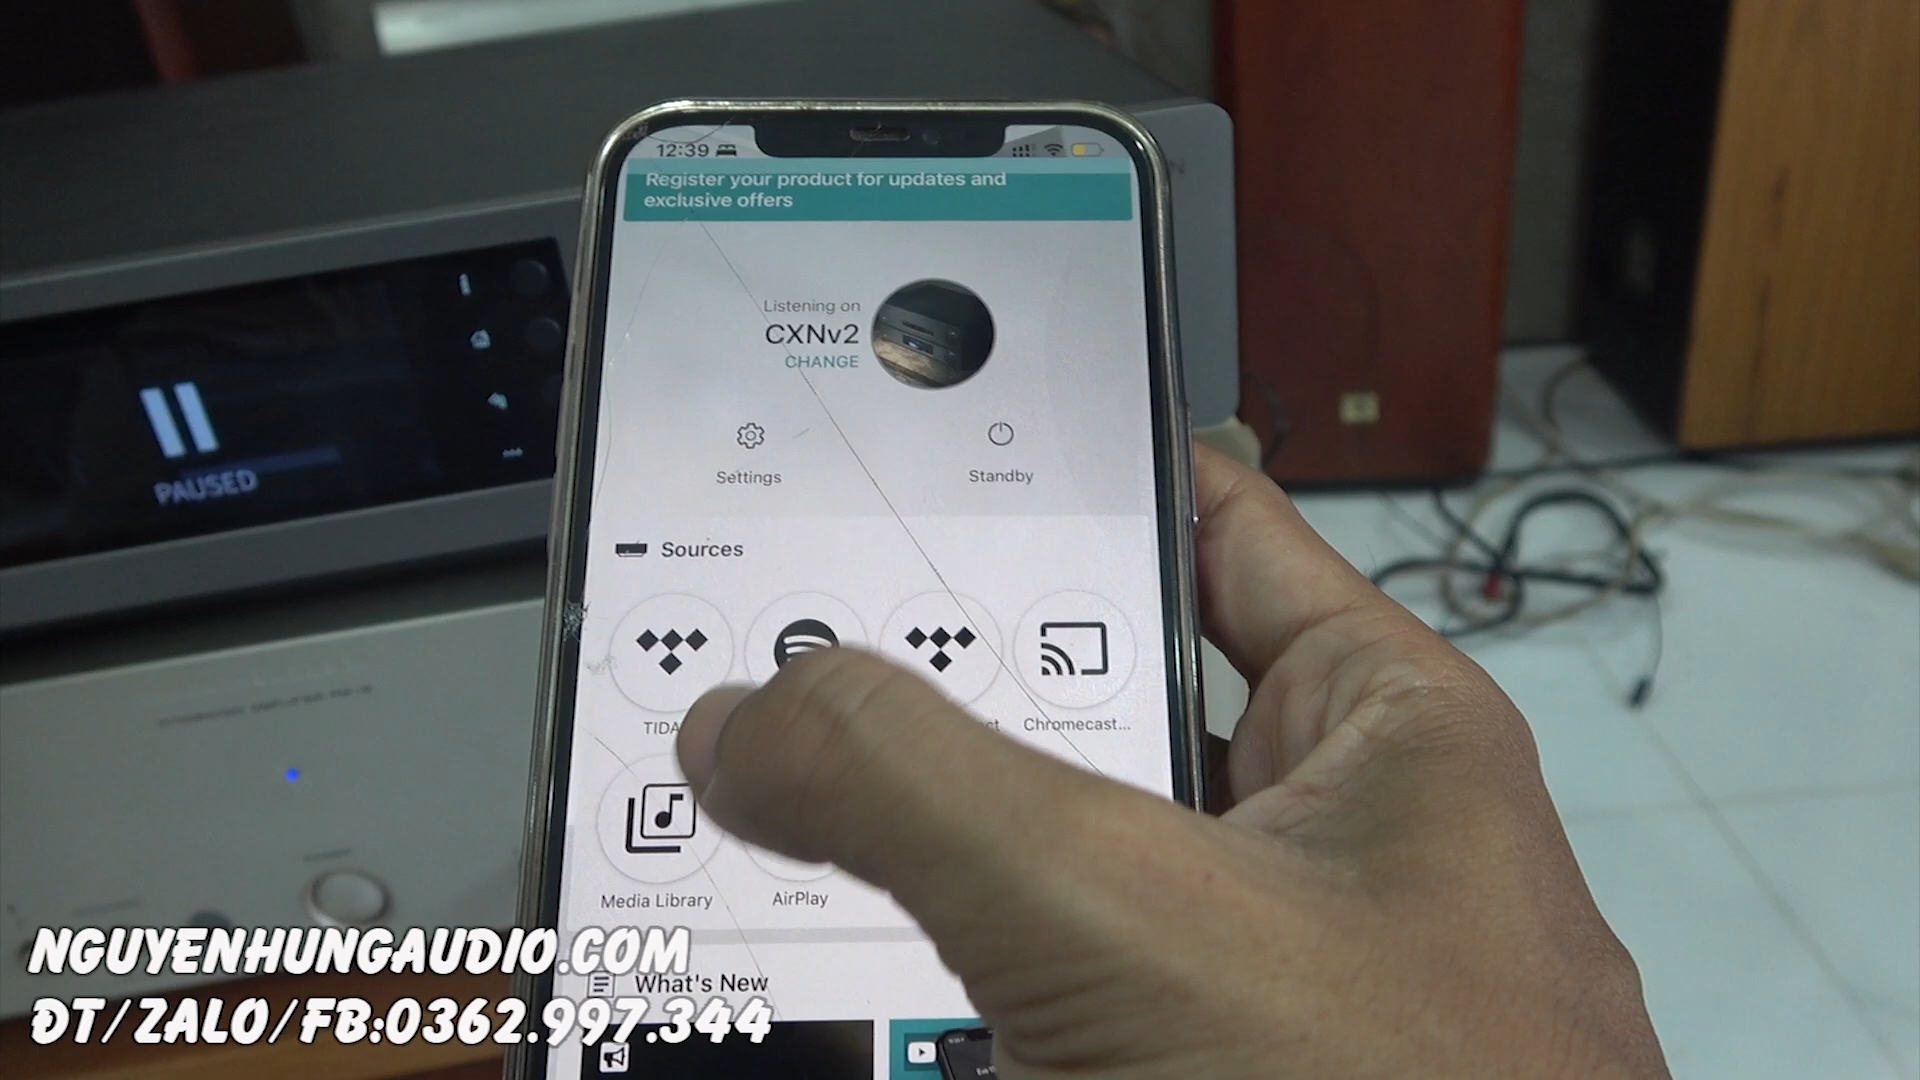 12:39
Register your product for updates and
exclusive offers
Listening on
CXNv2
CHANGE
Settings
Standby
Sources
Chromecast...
Media Library
AirPlay
What's New
PAUSED
NGUYENHUNGAUDIO.COM
ĐT/ZALO/FB:0362.997.344